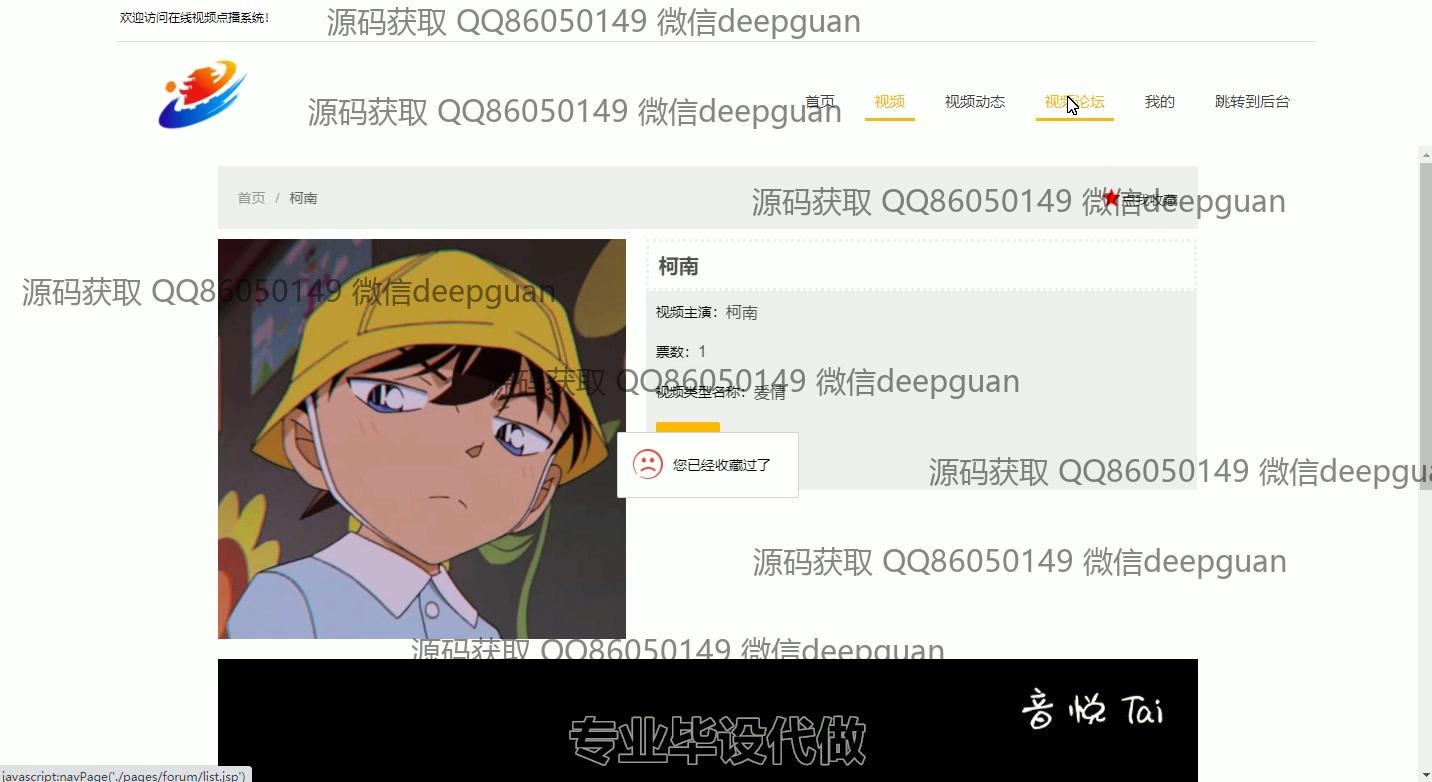 欢迎访问在线视频点播系统!
源码获取 QQ86050149 微信deepguan
源码获取 QQ86050149 微信deepguan
首页
视频
视频动态
视频论坛
我的
跳转到后台
首页 / 柯南
点我收藏
源码获取 QQ86050149 微信deepguan
柯南
源码获取 QQ86050149 微信deepguan
视频主演：柯南
票数：1
源码获取 QQ86050149 微信deepguan
视频类型名称：爱情
您已经收藏过了
源码获取 QQ86050149 微信deepgua
源码获取 QQ86050149 微信deepguan
源码获取 QQ86050149 微信deepguan
音悦Tai
专业毕设代做
javascript:navPage('./pages/forum/list.jsp')